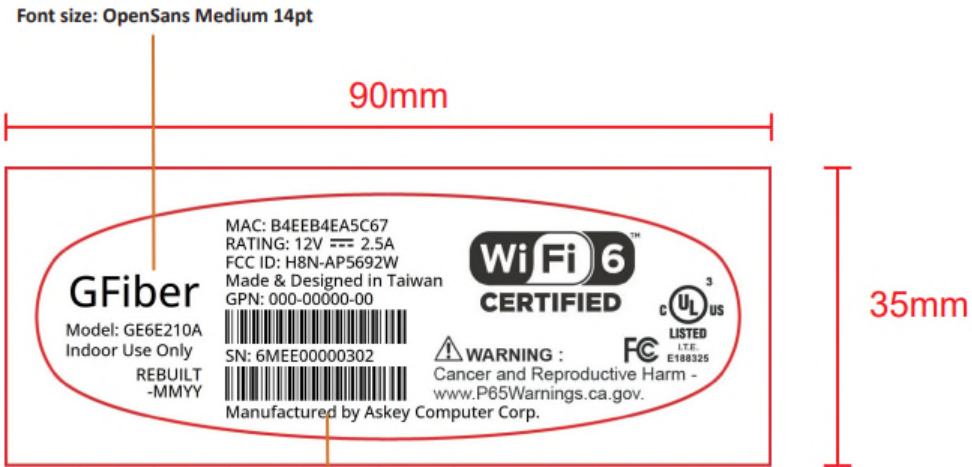 Font size: OpenSans Medium 14pt
90mm
35mm
GFiber
Model: GE6E210A
Indoor Use Only
REBUILT
-MMYY
MAC: B4EEB4EA5C67
RATING: 12V ⎓ 2.5A
FCC ID: H8N-AP5692W
Made & Designed in Taiwan
GPN: 000-00000-00
SN: 6MEE00000302
Manufactured by Askey Computer Corp.
Wi Fi 6 ™
CERTIFIED
⚠ WARNING :
Cancer and Reproductive Harm -
www.P65Warnings.ca.gov.
FC
3
c UL US
LISTED
I.T.E.
E188325